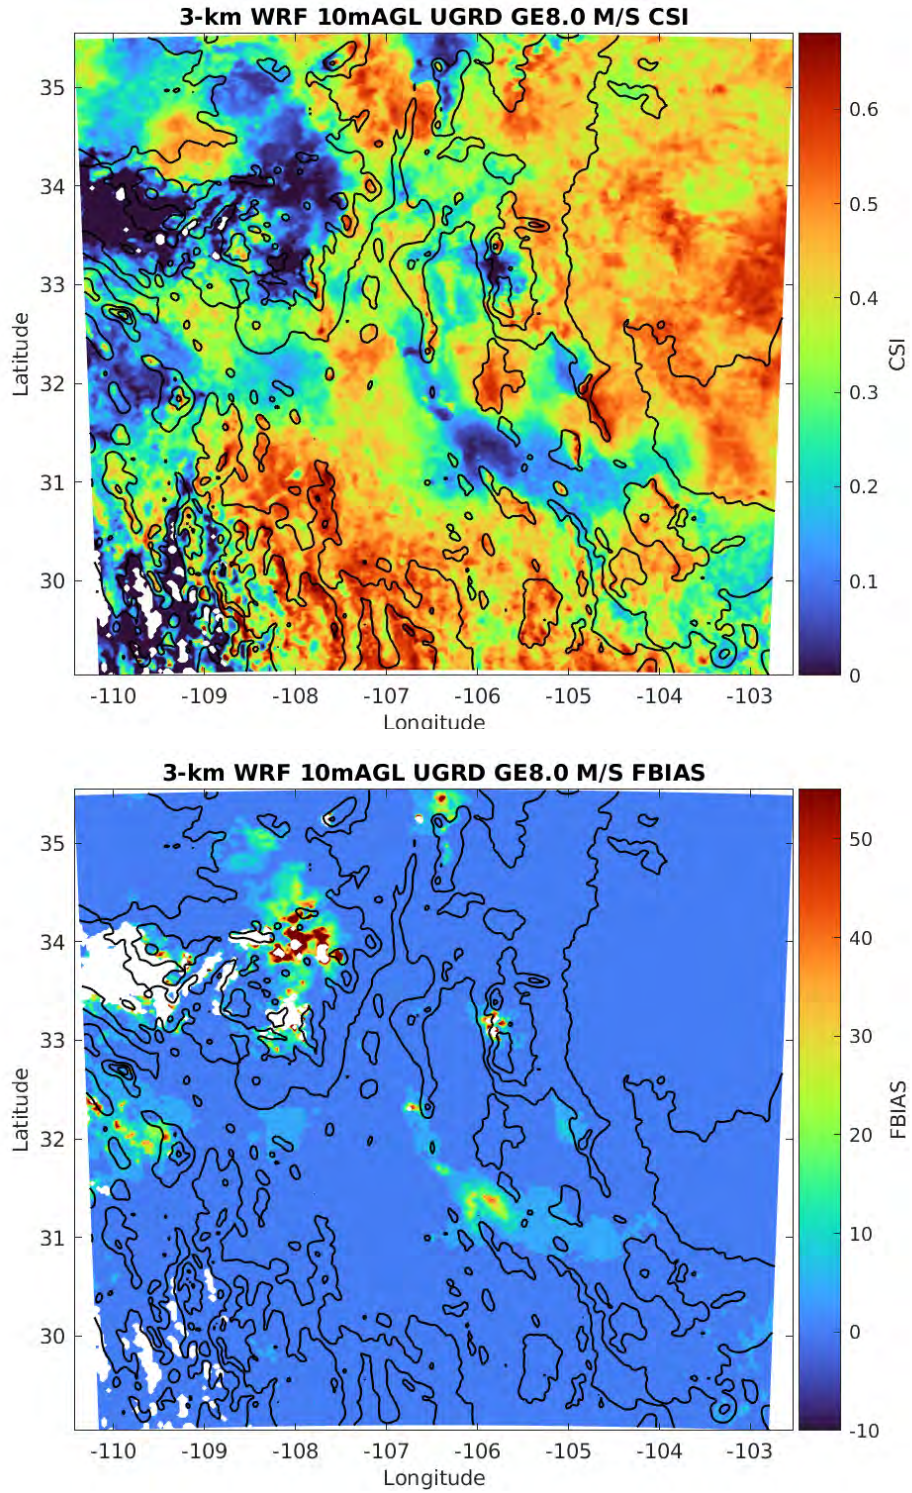 3-km WRF 10mAGL UGRD GE8.0 M/S CSI
35
34
33
32
31
30
Latitude
-110 -109 -108 -107 -106 -105 -104 -103
Longitude
0.6
0.5
0.4
0.3
0.2
0.1
0
CSI
3-km WRF 10mAGL UGRD GE8.0 M/S FBIAS
35
34
33
32
31
30
Latitude
-110 -109 -108 -107 -106 -105 -104 -103
Longitude
50
40
30
20
10
0
-10
FBIAS